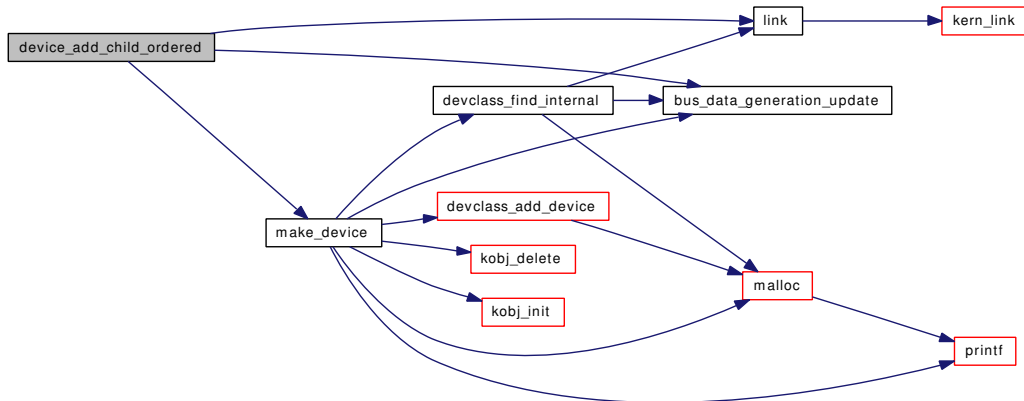 link
kern_link
device_add_child_ordered
devclass_find_internal
bus_data_generation_update
devclass_add_device
make_device
kobj_delete
malloc
kobj_init
printf